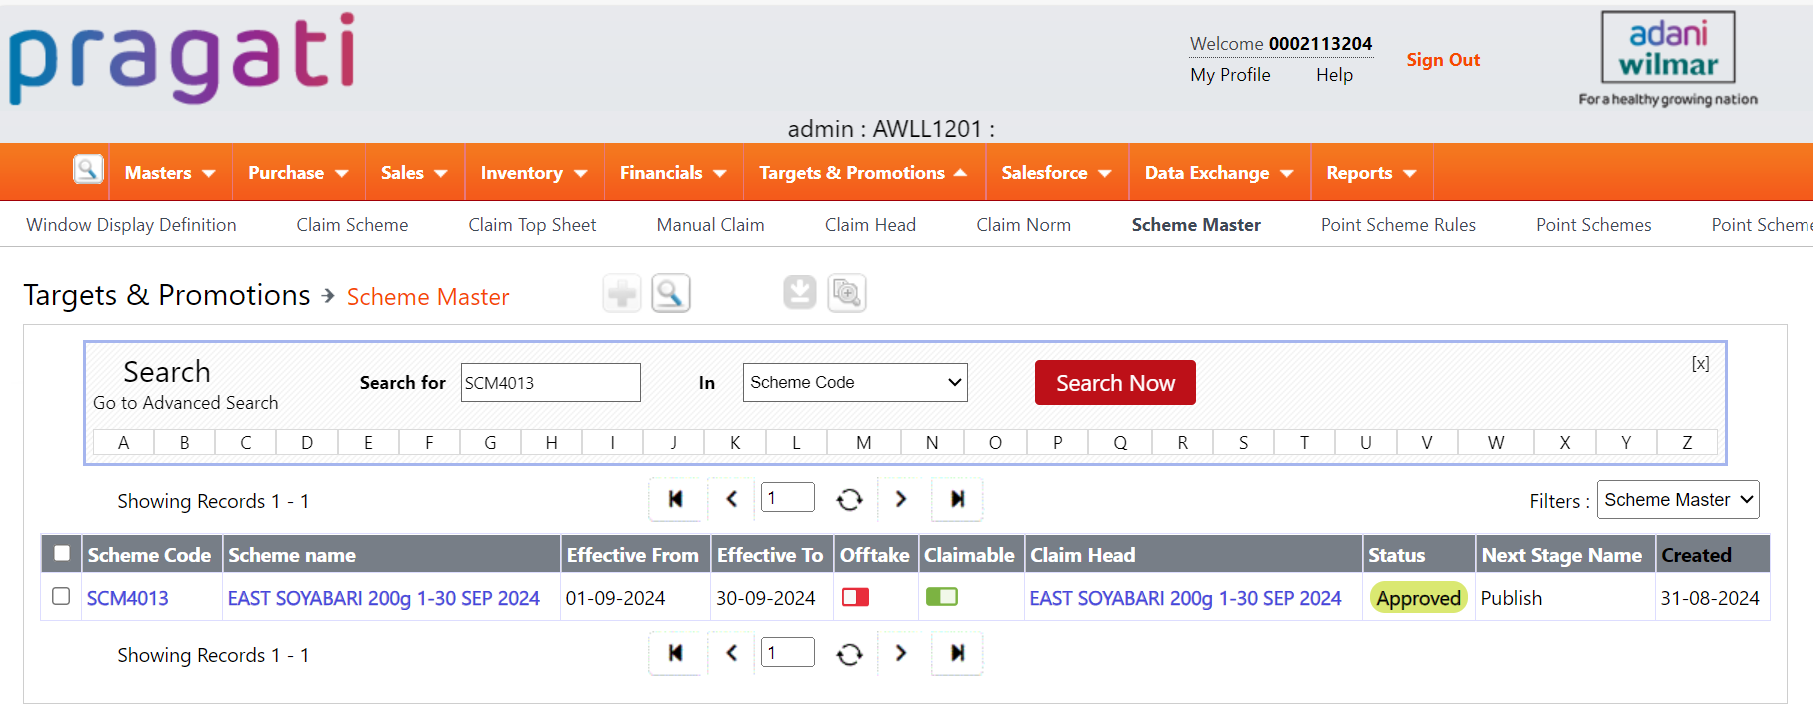 pragati
Welcome 0002113204
My Profile Help
Sign Out
adani
wilmar
For a healthy growing nation
admin : AWLL1201 :
Masters Purchase Sales Inventory Financials Targets & Promotions Salesforce Data Exchange Reports
Window Display Definition Claim Scheme Claim Top Sheet Manual Claim Claim Head Claim Norm Scheme Master Point Scheme Rules Point Schemes Point Scheme
Targets & Promotions Scheme Master
Search
Go to Advanced Search
Search for SCM4013 In Scheme Code Search Now [x]
A B C D E F G H I J K L M N O P Q R S T U V W X Y Z
Showing Records 1 - 1 1 Filters : Scheme Master
Scheme Code Scheme name Effective From Effective To Offtake Claimable Claim Head Status Next Stage Name Created
SCM4013 EAST SOYABARI 200g 1-30 SEP 2024 01-09-2024 30-09-2024 EAST SOYABARI 200g 1-30 SEP 2024 Approved Publish 31-08-2024
Showing Records 1 - 1 1